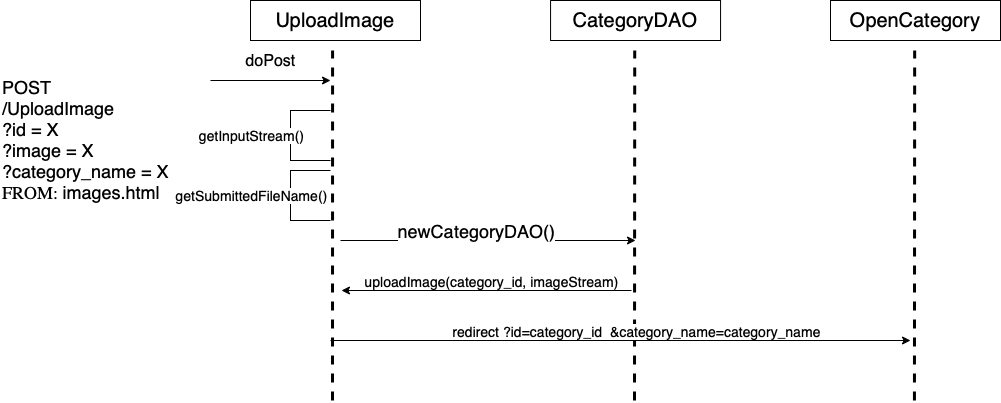 UploadImage
CategoryDAO
OpenCategory
doPost
POST
/UploadImage
?id = X
?image = X
?category_name = X
FROM: images.html
getInputStream()
getSubmittedFileName()
newCategoryDAO()
uploadImage(category_id, imageStream)
redirect ?id=category_id  &category_name=category_name